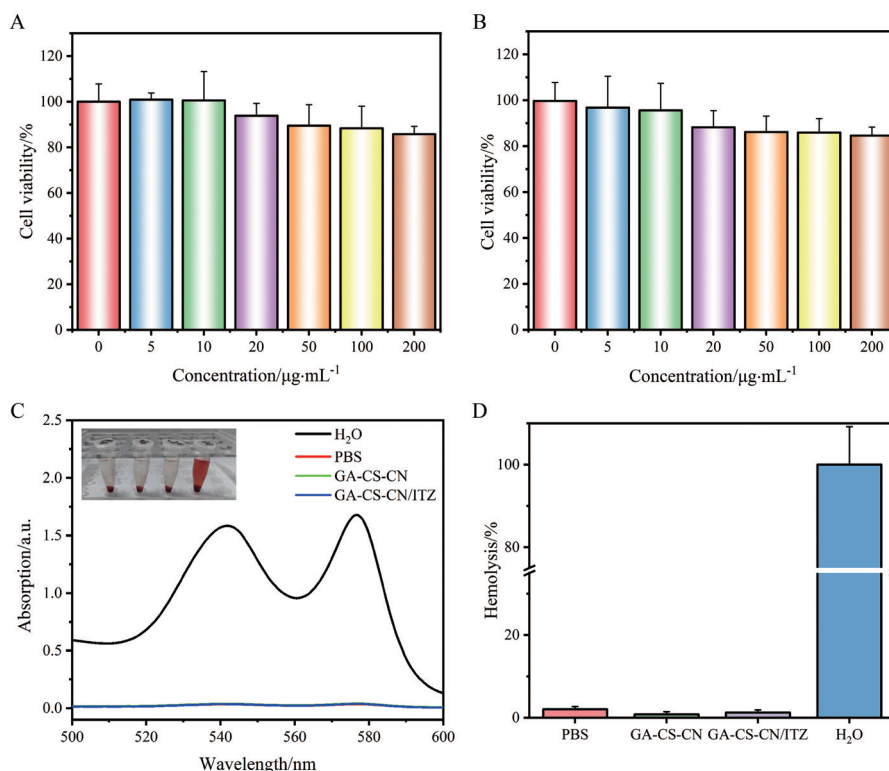 A
120
100
80
60
40
20
0
Cell viability/%
0 5 10 20 50 100 200
Concentration/μg·mL⁻¹
B
120
100
80
60
40
20
0
Cell viability/%
0 5 10 20 50 100 200
Concentration/μg·mL⁻¹
C
2.5
2.0
1.5
1.0
0.5
0.0
Absorption/a.u.
H₂O
PBS
GA-CS-CN
GA-CS-CN/ITZ
500 520 540 560 580 600
Wavelength/nm
D
100
80
20
0
Hemolysis/%
PBS GA-CS-CN GA-CS-CN/ITZ H₂O